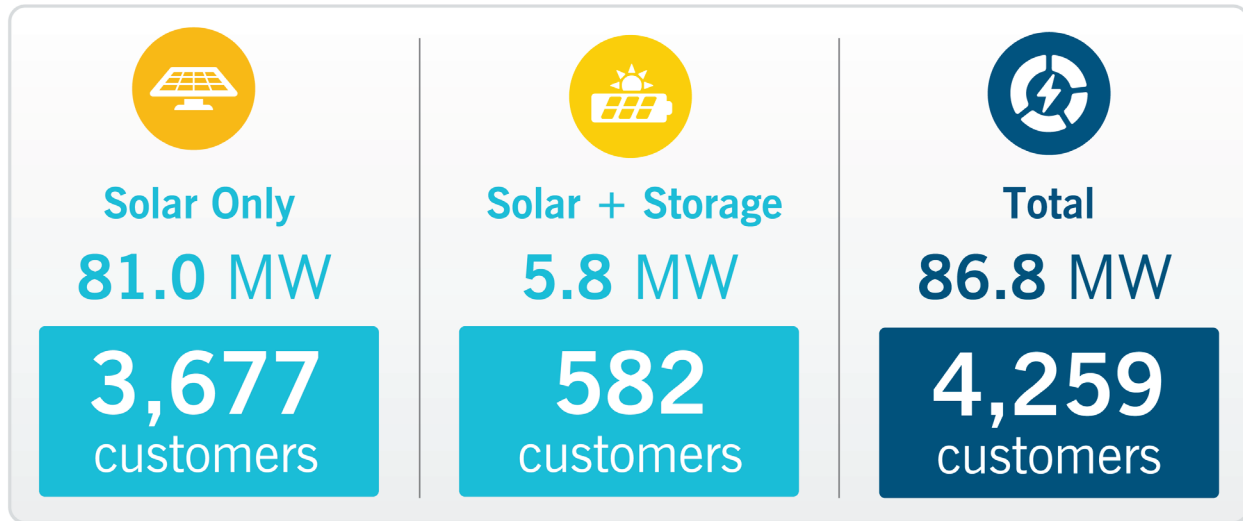 Solar Only
81.0 MW
3,677
customers
Solar + Storage
5.8 MW
582
customers
Total
86.8 MW
4,259
customers